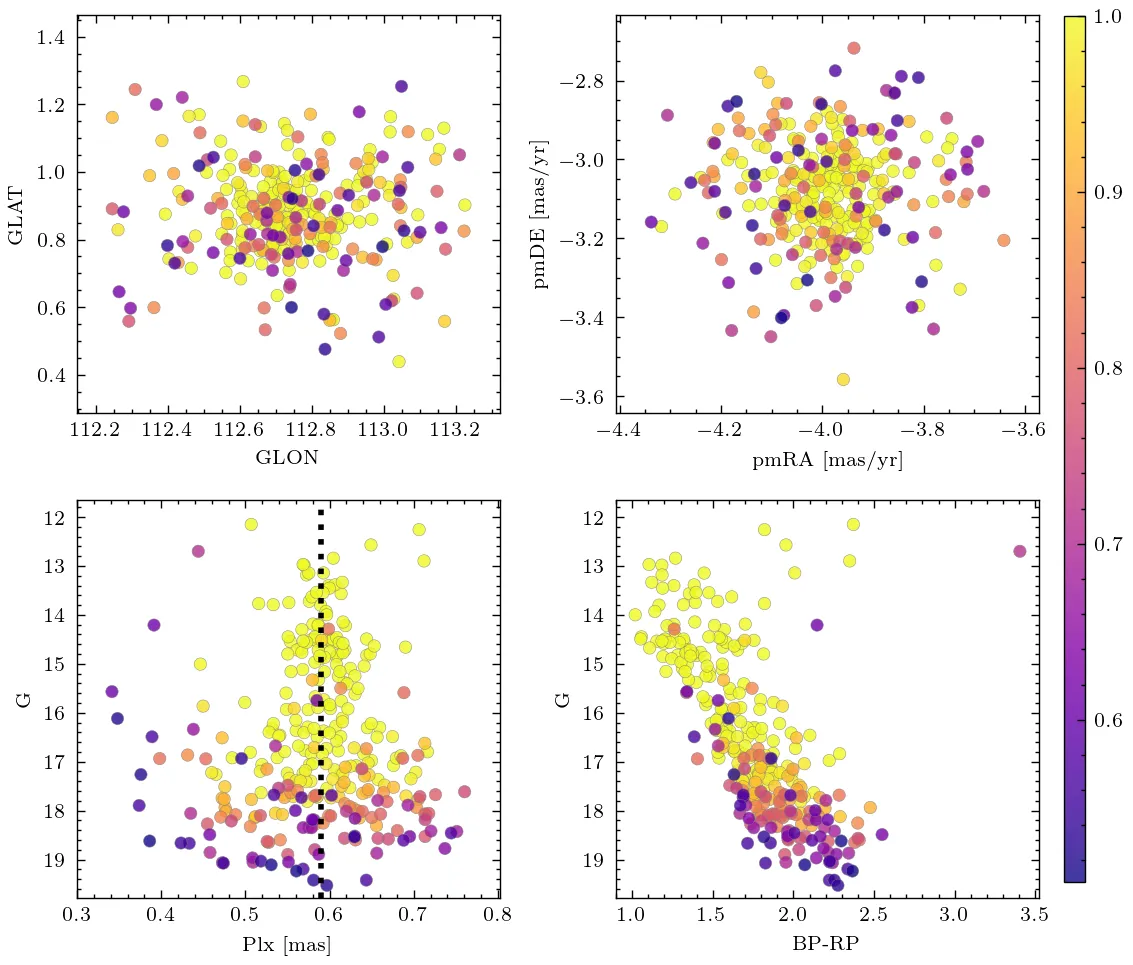 1.4
1.2
1.0
0.8
0.6
0.4
GLAT
112.2 112.4 112.6 112.8 113.0 113.2
GLON
−2.8
−3.0
−3.2
−3.4
−3.6
pmDE [mas/yr]
−4.4 −4.2 −4.0 −3.8 −3.6
pmRA [mas/yr]
12
13
14
15
16
17
18
19
G
0.3 0.4 0.5 0.6 0.7 0.8
Plx [mas]
12
13
14
15
16
17
18
19
G
1.0 1.5 2.0 2.5 3.0 3.5
BP-RP
1.0
0.9
0.8
0.7
0.6